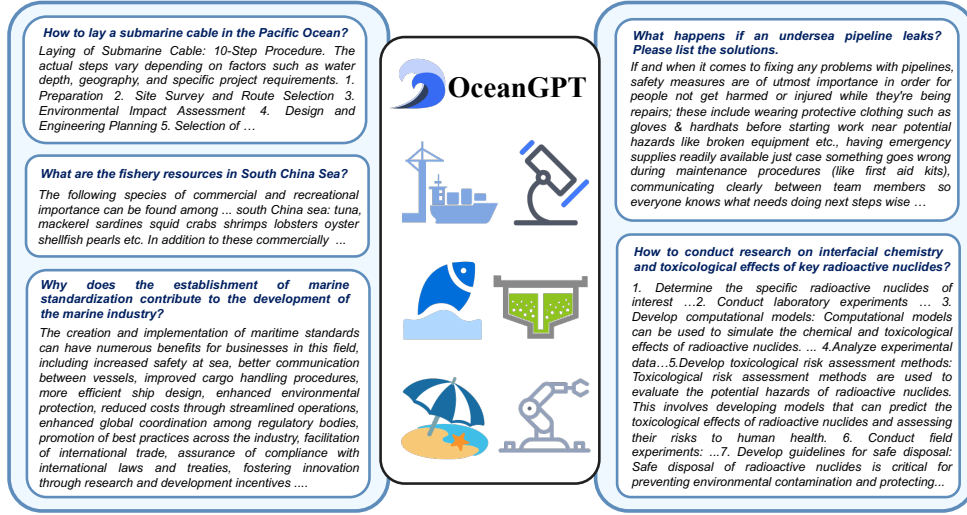 How to lay a submarine cable in the Pacific Ocean?
Laying of Submarine Cable: 10-Step Procedure. The
actual steps vary depending on factors such as water
depth, geography, and specific project requirements. 1.
Preparation 2. Site Survey and Route Selection 3.
Environmental Impact Assessment 4. Design and
Engineering Planning 5. Selection of …
What are the fishery resources in South China Sea?
The following species of commercial and recreational
importance can be found among ... south China sea: tuna,
mackerel sardines squid crabs shrimps lobsters oyster
shellfish pearls etc. In addition to these commercially ...
Why does the establishment of marine
standardization contribute to the development of
the marine industry?
The creation and implementation of maritime standards
can have numerous benefits for businesses in this field,
including increased safety at sea, better communication
between vessels, improved cargo handling procedures,
more efficient ship design, enhanced environmental
protection, reduced costs through streamlined operations,
enhanced global coordination among regulatory bodies,
promotion of best practices across the industry, facilitation
of international trade, assurance of compliance with
international laws and treaties, fostering innovation
through research and development incentives ....
OceanGPT
What happens if an undersea pipeline leaks?
Please list the solutions.
If and when it comes to fixing any problems with pipelines,
safety measures are of utmost importance in order for
people not get harmed or injured while they're being
repairs; these include wearing protective clothing such as
gloves & hardhats before starting work near potential
hazards like broken equipment etc., having emergency
supplies readily available just case something goes wrong
during maintenance procedures (like first aid kits),
communicating clearly between team members so
everyone knows what needs doing next steps wise …
How to conduct research on interfacial chemistry
and toxicological effects of key radioactive nuclides?
1. Determine the specific radioactive nuclides of
interest …2. Conduct laboratory experiments … 3.
Develop computational models: Computational models
can be used to simulate the chemical and toxicological
effects of radioactive nuclides. ... 4.Analyze experimental
data…5.Develop toxicological risk assessment methods:
Toxicological risk assessment methods are used to
evaluate the potential hazards of radioactive nuclides.
This involves developing models that can predict the
toxicological effects of radioactive nuclides and assessing
their risks to human health. 6. Conduct field
experiments: ...7. Develop guidelines for safe disposal:
Safe disposal of radioactive nuclides is critical for
preventing environmental contamination and protecting...